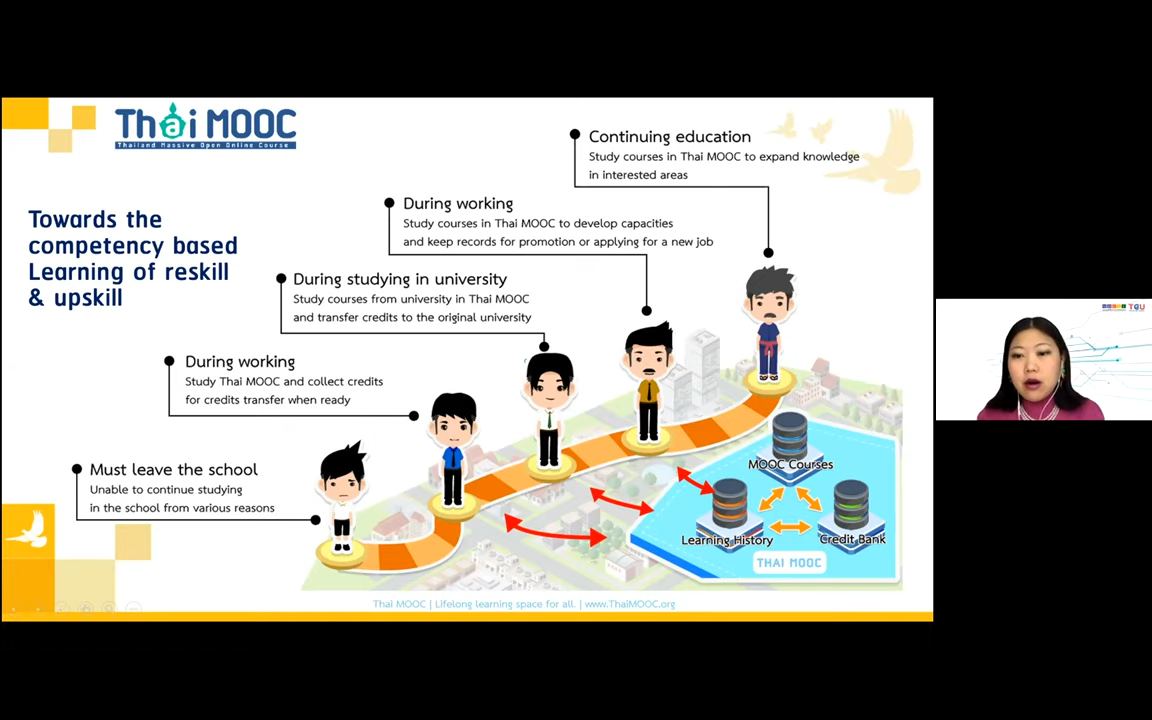 Thai MOOC
Thailand Massive Open Online Course
Towards the
competency based
Learning of reskill
& upskill
Continuing education
Study courses in Thai MOOC to expand knowledge
in interested areas
During working
Study courses in Thai MOOC to develop capacities
and keep records for promotion or applying for a new job
During studying in university
Study courses from university in Thai MOOC
and transfer credits to the original university
During working
Study Thai MOOC and collect credits
for credits transfer when ready
Must leave the school
Unable to continue studying
in the school from various reasons
MOOC Courses
Learning History
Credit Bank
THAI MOOC
Thai MOOC | Lifelong learning space for all. | www.ThaiMOOC.org